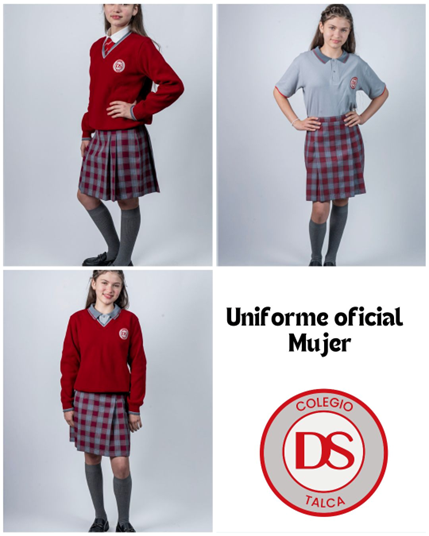 Uniforme oficial
Mujer
COLEGIO
DS
TALCA